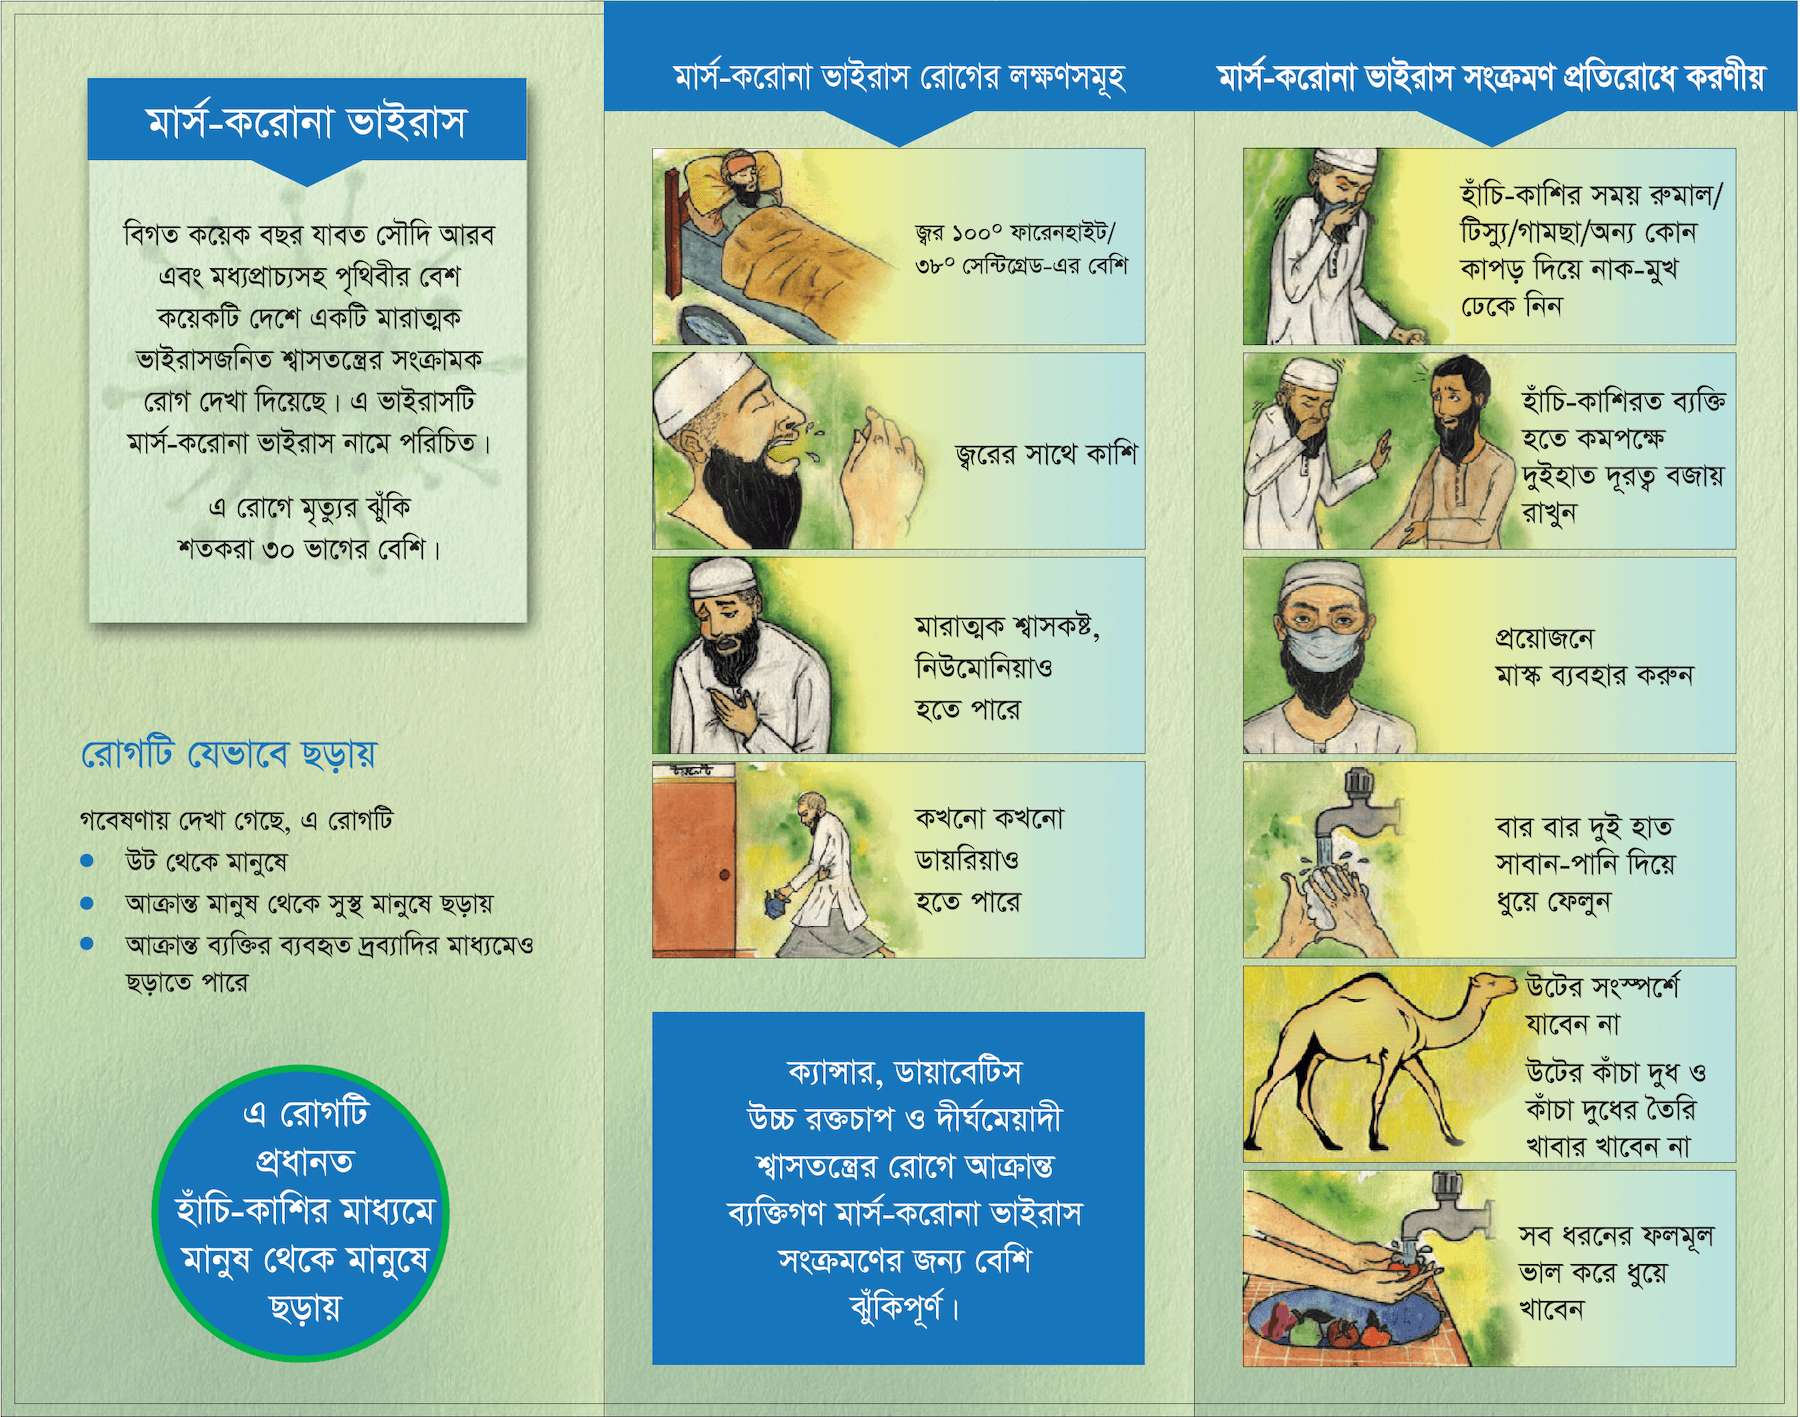 মার্স-করোনা ভাইরাস
বিগত কয়েক বছর যাবত সৌদি আরব
এবং মধ্যপ্রাচ্যসহ পৃথিবীর বেশ
কয়েকটি দেশে একটি মারাত্মক
ভাইরাসজনিত শ্বাসতন্ত্রের সংক্রামক
রোগ দেখা দিয়েছে। এ ভাইরাসটি
মার্স-করোনা ভাইরাস নামে পরিচিত।
এ রোগে মৃত্যুর ঝুঁকি
শতকরা ৩০ ভাগের বেশি।
রোগটি যেভাবে ছড়ায়
গবেষণায় দেখা গেছে, এ রোগটি
● উট থেকে মানুষে
● আক্রান্ত মানুষ থেকে সুস্থ মানুষে ছড়ায়
● আক্রান্ত ব্যক্তির ব্যবহৃত দ্রব্যাদির মাধ্যমেও
ছড়াতে পারে
এ রোগটি
প্রধানত
হাঁচি-কাশির মাধ্যমে
মানুষ থেকে মানুষে
ছড়ায়
মার্স-করোনা ভাইরাস রোগের লক্ষণসমূহ
জ্বর ১০০° ফারেনহাইট/
৩৮° সেন্টিগ্রেড-এর বেশি
জ্বরের সাথে কাশি
মারাত্মক শ্বাসকষ্ট,
নিউমোনিয়াও
হতে পারে
টয়লেট
কখনো কখনো
ডায়রিয়াও
হতে পারে
ক্যান্সার, ডায়াবেটিস
উচ্চ রক্তচাপ ও দীর্ঘমেয়াদী
শ্বাসতন্ত্রের রোগে আক্রান্ত
ব্যক্তিগণ মার্স-করোনা ভাইরাস
সংক্রমণের জন্য বেশি
ঝুঁকিপূর্ণ।
মার্স-করোনা ভাইরাস সংক্রমণ প্রতিরোধে করণীয়
হাঁচি-কাশির সময় রুমাল/
টিস্যু/গামছা/অন্য কোন
কাপড় দিয়ে নাক-মুখ
ঢেকে নিন
হাঁচি-কাশিরত ব্যক্তি
হতে কমপক্ষে
দুইহাত দূরত্ব বজায়
রাখুন
প্রয়োজনে
মাস্ক ব্যবহার করুন
বার বার দুই হাত
সাবান-পানি দিয়ে
ধুয়ে ফেলুন
উটের সংস্পর্শে
যাবেন না
উটের কাঁচা দুধ ও
কাঁচা দুধের তৈরি
খাবার খাবেন না
সব ধরনের ফলমূল
ভাল করে ধুয়ে
খাবেন